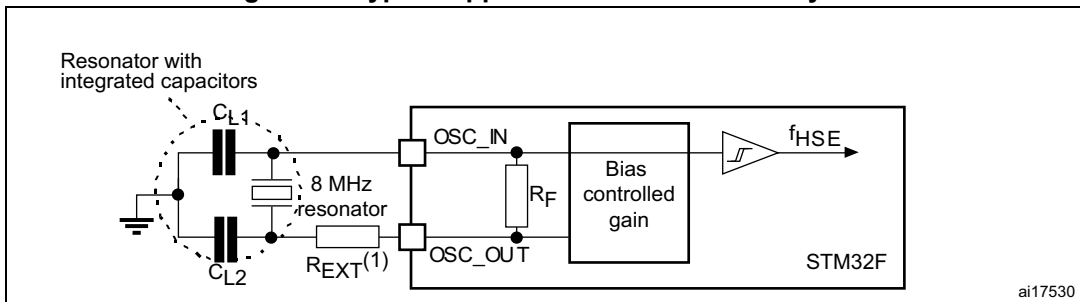 Resonator with
integrated capacitors
CL1
OSC_IN
fHSE
8 MHz
resonator
RF
Bias
controlled
gain
REXT(1)
OSC_OUT
CL2
STM32F
ai17530